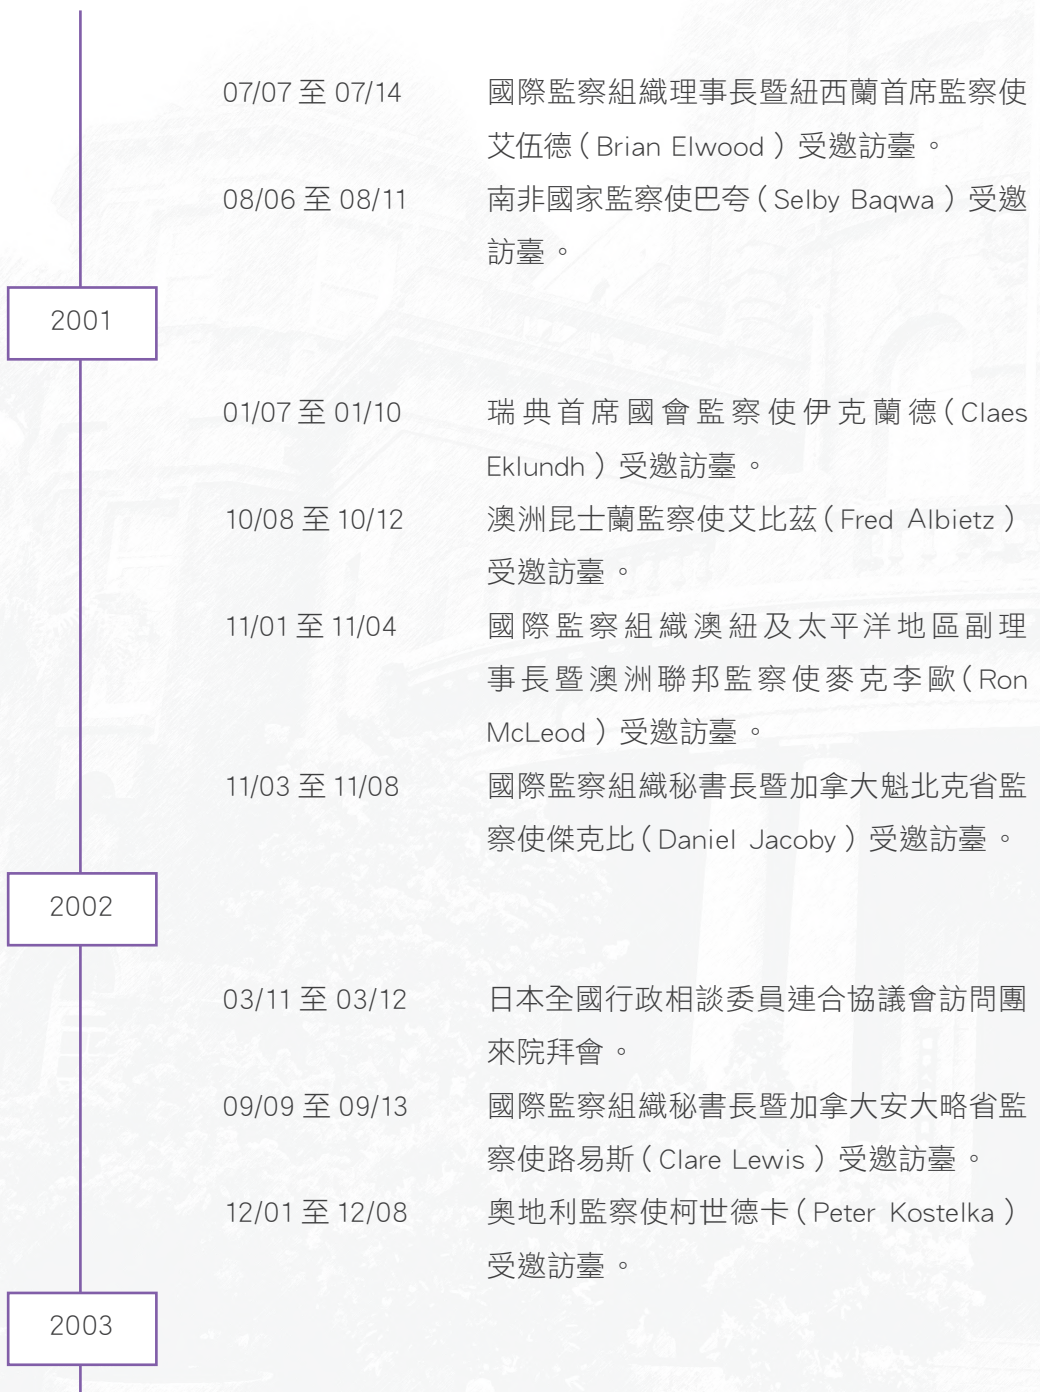 07/07 至 07/14 國際監察組織理事長暨紐西蘭首席監察使
艾伍德（Brian Elwood）受邀訪臺。
08/06 至 08/11 南非國家監察使巴夸（Selby Baqwa）受邀
訪臺。
2001
01/07 至 01/10 瑞典首席國會監察使伊克蘭德（Claes
Eklundh）受邀訪臺。
10/08 至 10/12 澳洲昆士蘭監察使艾比茲（Fred Albietz）
受邀訪臺。
11/01 至 11/04 國際監察組織澳紐及太平洋地區副理
事長暨澳洲聯邦監察使麥克李歐（Ron
McLeod）受邀訪臺。
11/03 至 11/08 國際監察組織秘書長暨加拿大魁北克省監
察使傑克比（Daniel Jacoby）受邀訪臺。
2002
03/11 至 03/12 日本全國行政相談委員連合協議會訪問團
來院拜會。
09/09 至 09/13 國際監察組織秘書長暨加拿大安大略省監
察使路易斯（Clare Lewis）受邀訪臺。
12/01 至 12/08 奧地利監察使柯世德卡（Peter Kostelka）
受邀訪臺。
2003